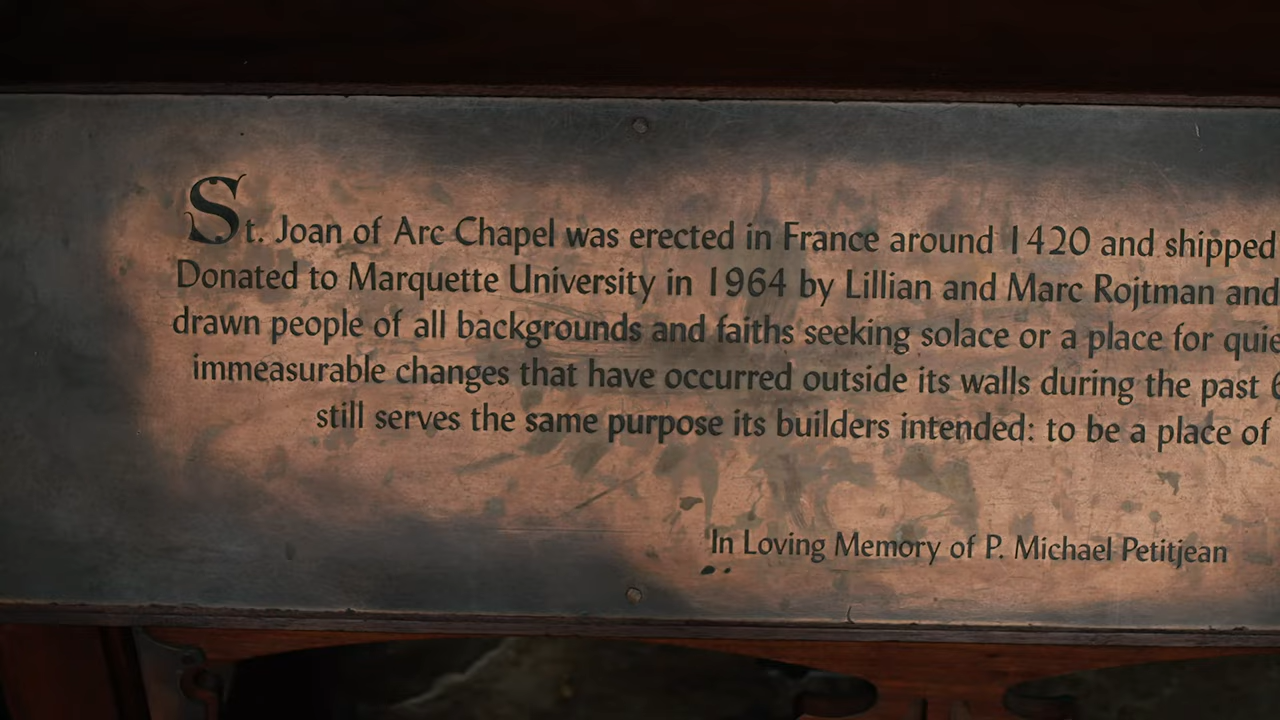 St. Joan of Arc Chapel was erected in France around 1420 and shipped
Donated to Marquette University in 1964 by Lillian and Marc Rojtman and
drawn people of all backgrounds and faiths seeking solace or a place for
immeasurable changes that have occurred outside its walls during the past
still serves the same purpose its builders intended: to be a place of
In Loving Memory of P. Michael Petitjean